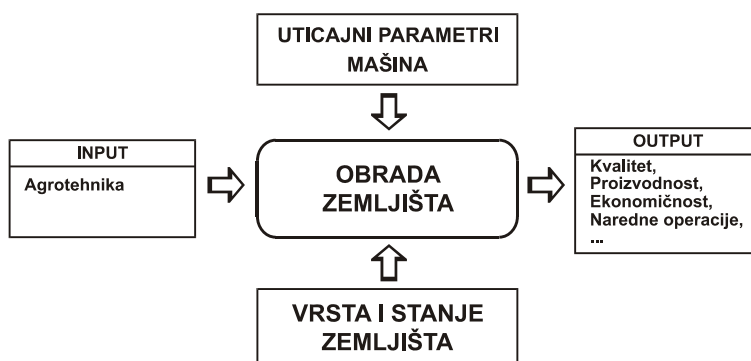 UTICAJNI PARAMETRI
MAŠINA
INPUT
Agrotehnika
OBRADA
ZEMLJIŠTA
OUTPUT
Kvalitet,
Proizvodnost,
Ekonomičnost,
Naredne operacije,
...
VRSTA I STANJE
ZEMLJIŠTA